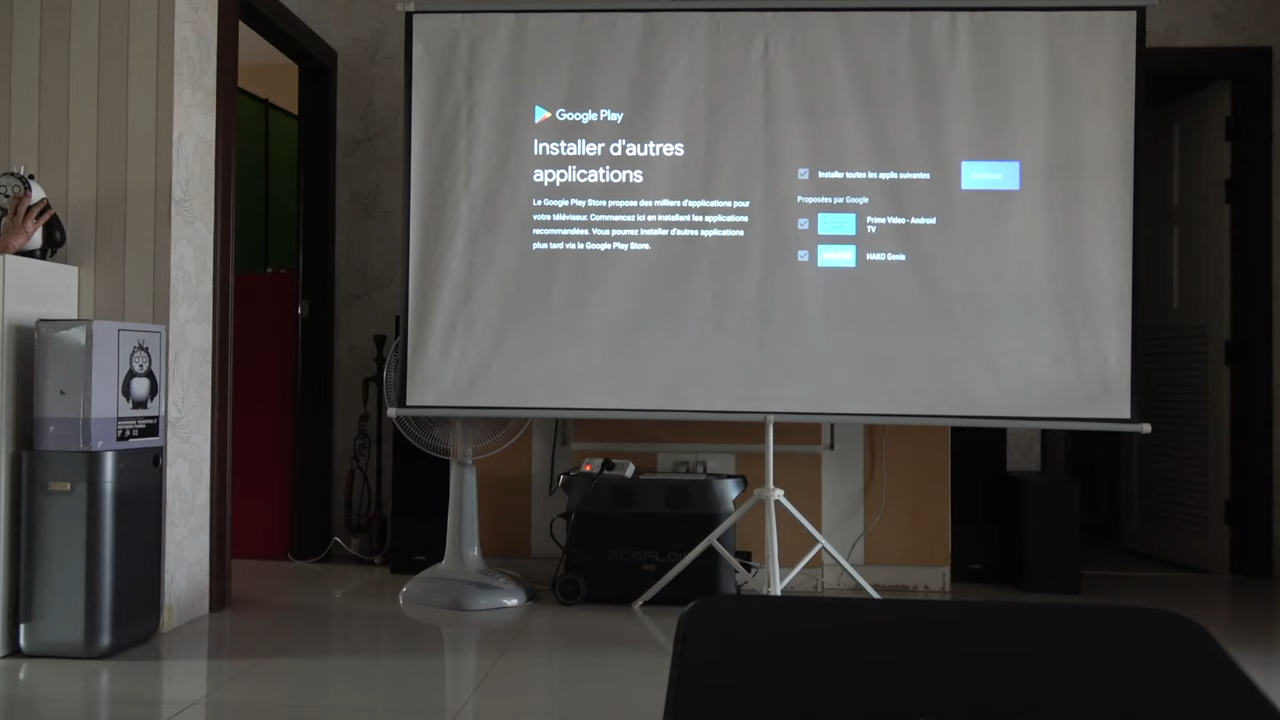 Google Play
Installer d'autres
applications
Le Google Play Store propose des milliers d'applications pour
votre téléviseur. Commencez ici en installant les applications
recommandées. Vous pourrez installer d'autres applications
plus tard via le Google Play Store.
Installer toutes les applis suivantes
Continuer
Proposées par Google
Prime Video - Android
TV
HAKO Genie
ECOFLOW